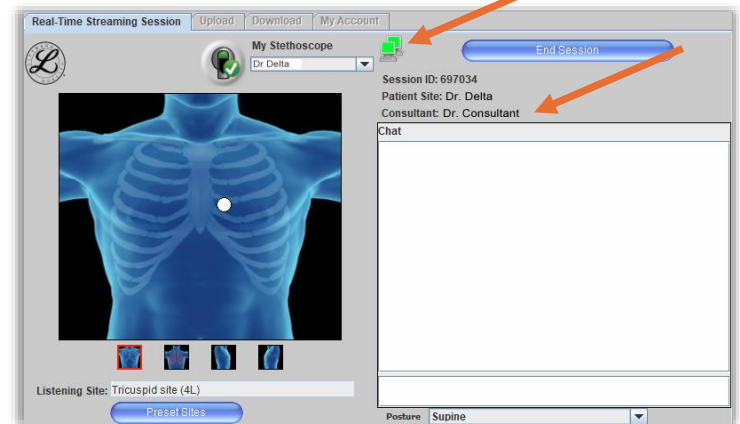 Real-Time Streaming Session Upload Download My Account
My Stethoscope
Dr Delta
End Session
Session ID: 697034
Patient Site: Dr. Delta
Consultant: Dr. Consultant
Chat
Listening Site: Tricuspid site (4L)
Preset Sites
Posture Supine